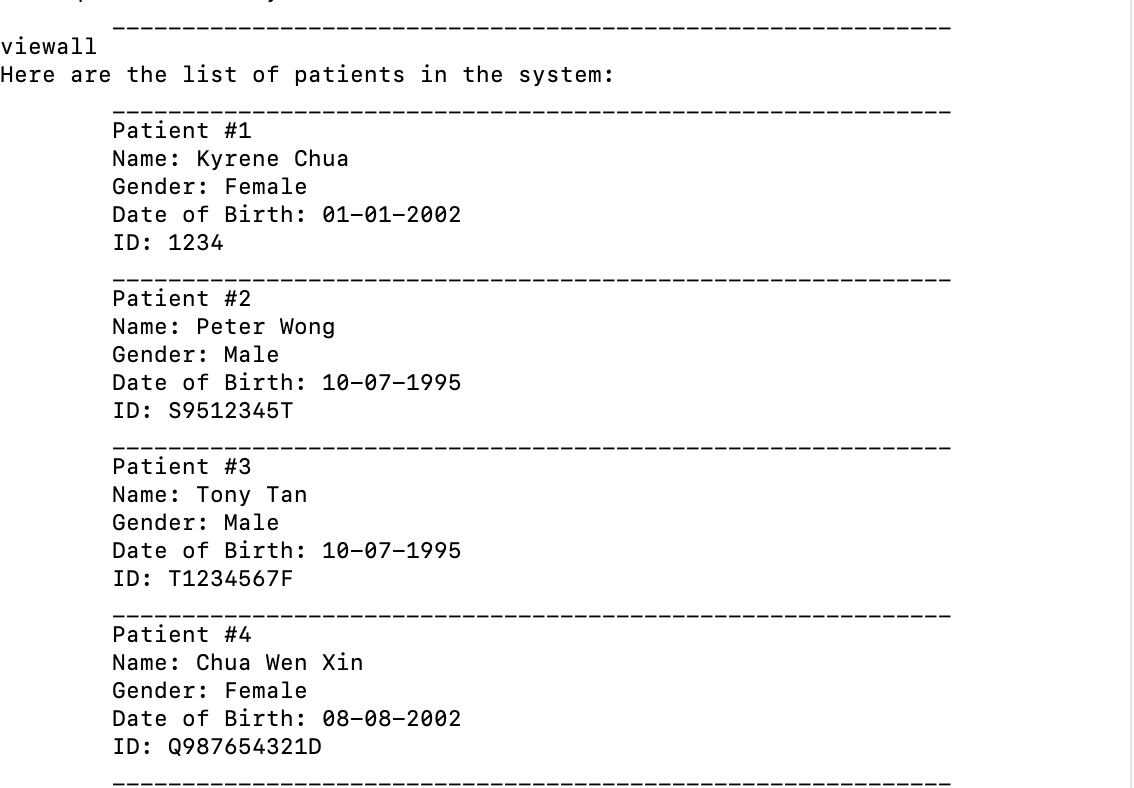 viewall
Here are the list of patients in the system:
Patient #1
Name: Kyrene Chua
Gender: Female
Date of Birth: 01-01-2002
ID: 1234
Patient #2
Name: Peter Wong
Gender: Male
Date of Birth: 10-07-1995
ID: S9512345T
Patient #3
Name: Tony Tan
Gender: Male
Date of Birth: 10-07-1995
ID: T1234567F
Patient #4
Name: Chua Wen Xin
Gender: Female
Date of Birth: 08-08-2002
ID: Q987654321D